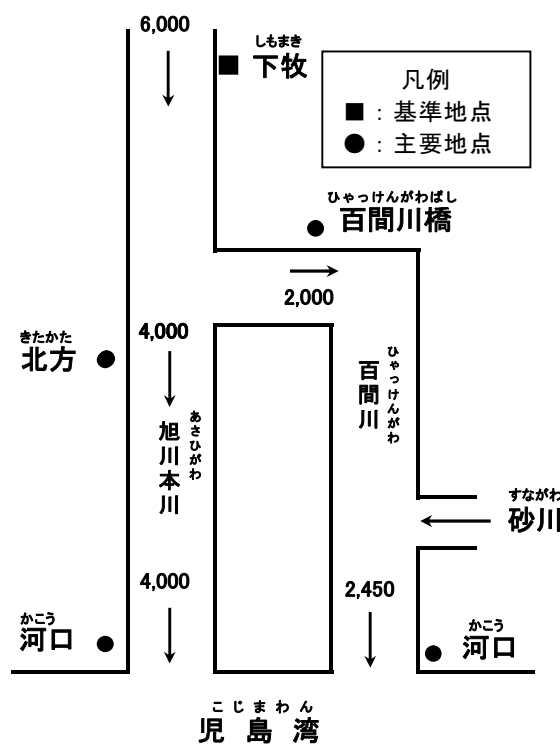 6,000
しもまき
下牧
凡例
■：基準地点
●：主要地点
ひゃっけんがわばし
百間川橋
2,000
4,000
きたかた
北方
ひゃっけんがわ
百間川
あさひがわ
旭川本川
すながわ
砂川
4,000
2,450
かこう
河口
かこう
河口
こじまわん
児島湾